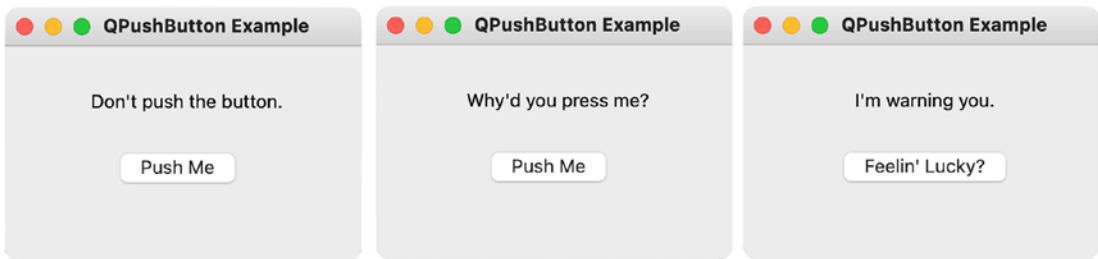 QPushButton Example
Don't push the button.
Push Me
QPushButton Example
Why'd you press me?
Push Me
QPushButton Example
I'm warning you.
Feelin' Lucky?